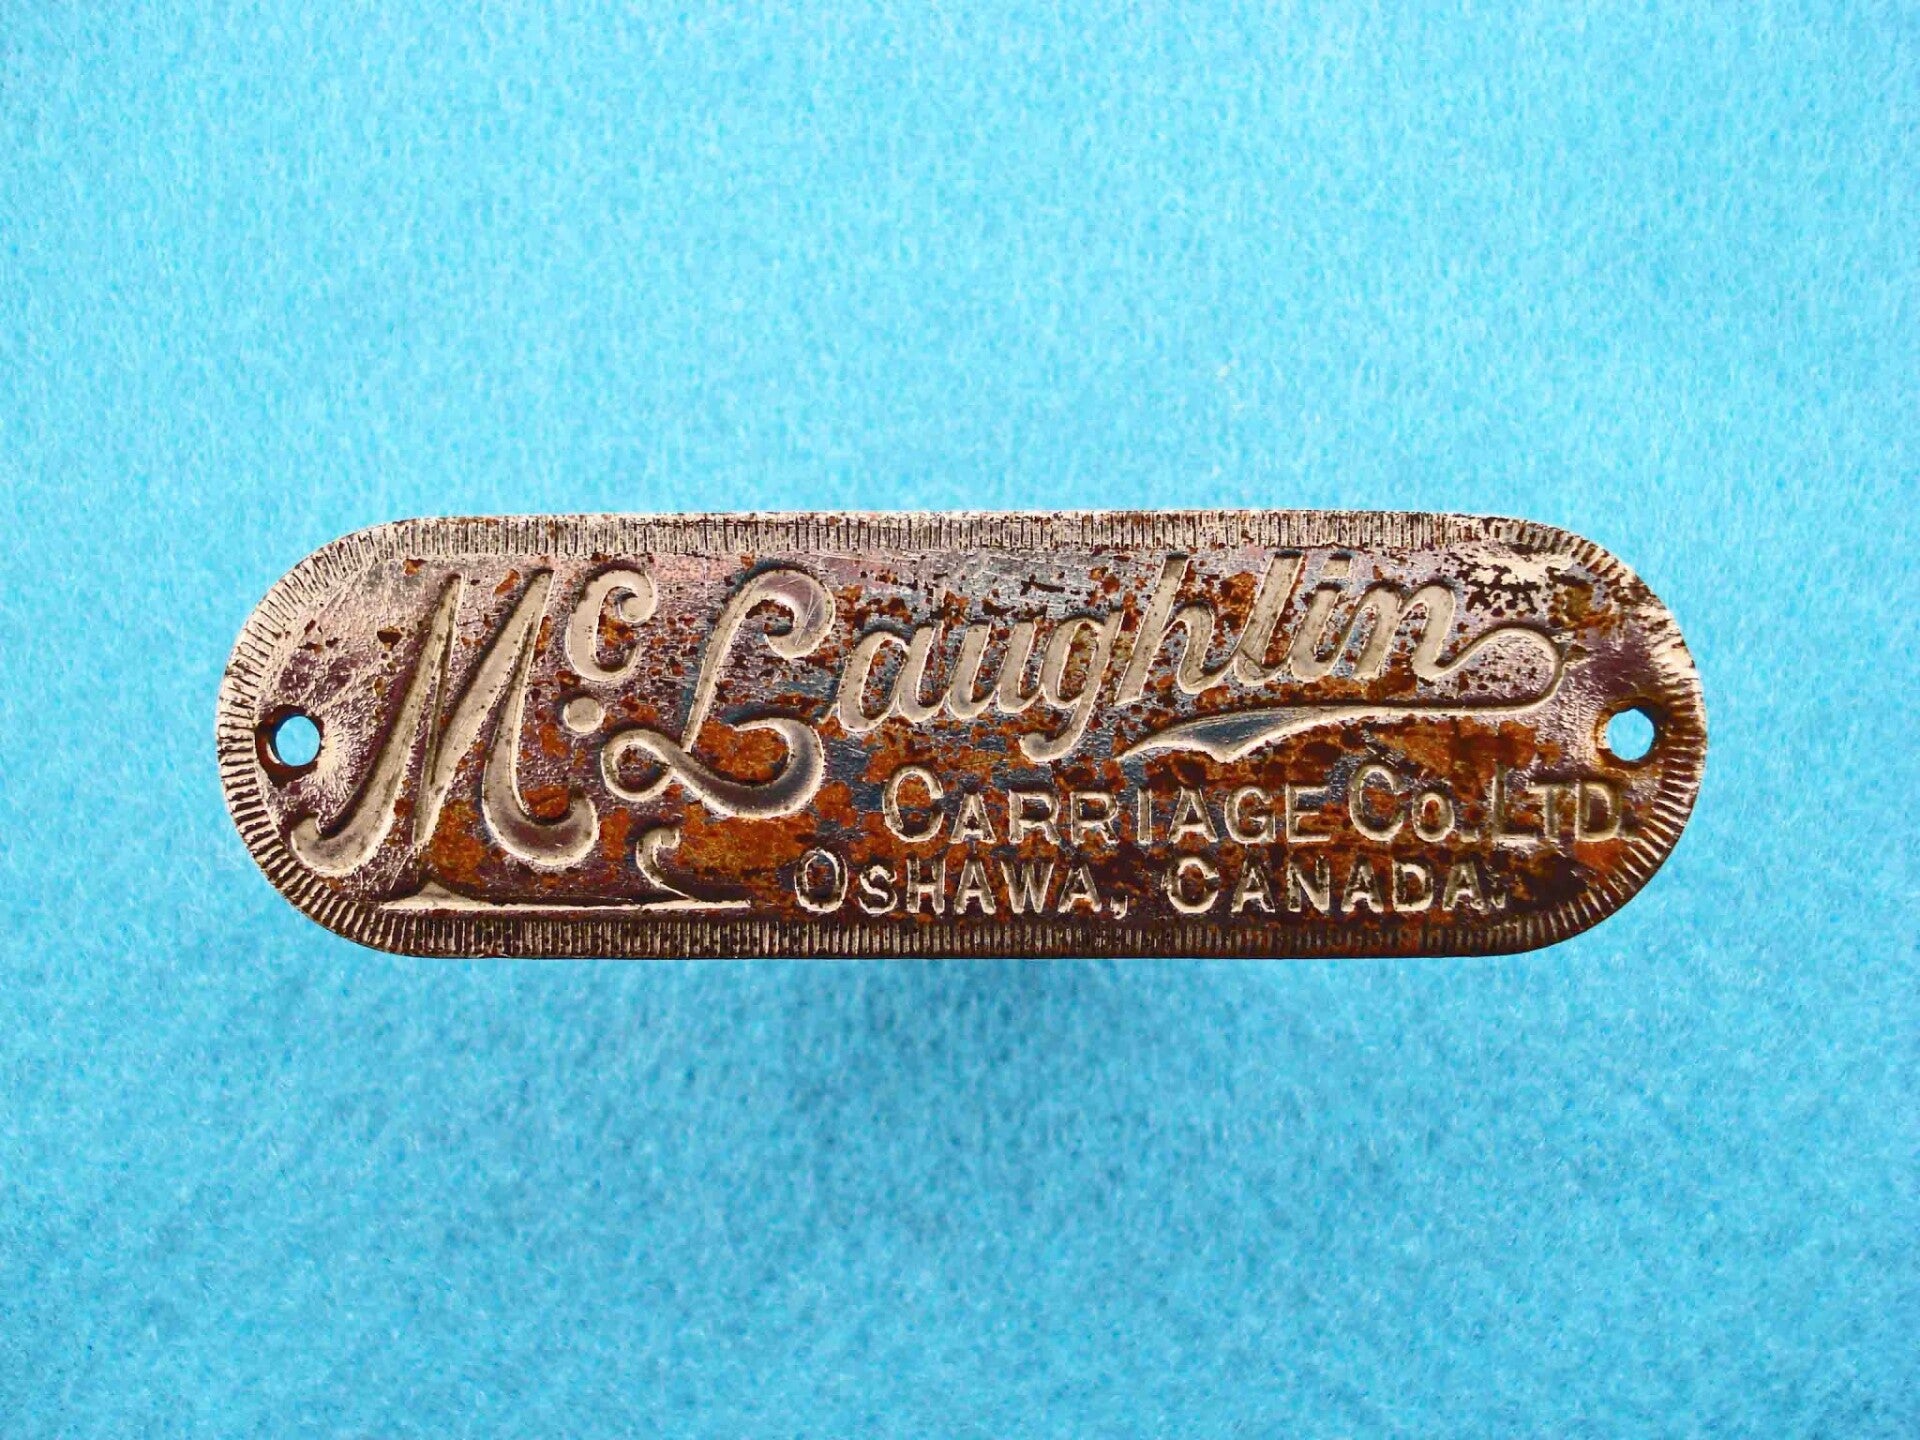 McLaughlin
CARRIAGE CO. LTD.
OSHAWA, CANADA.